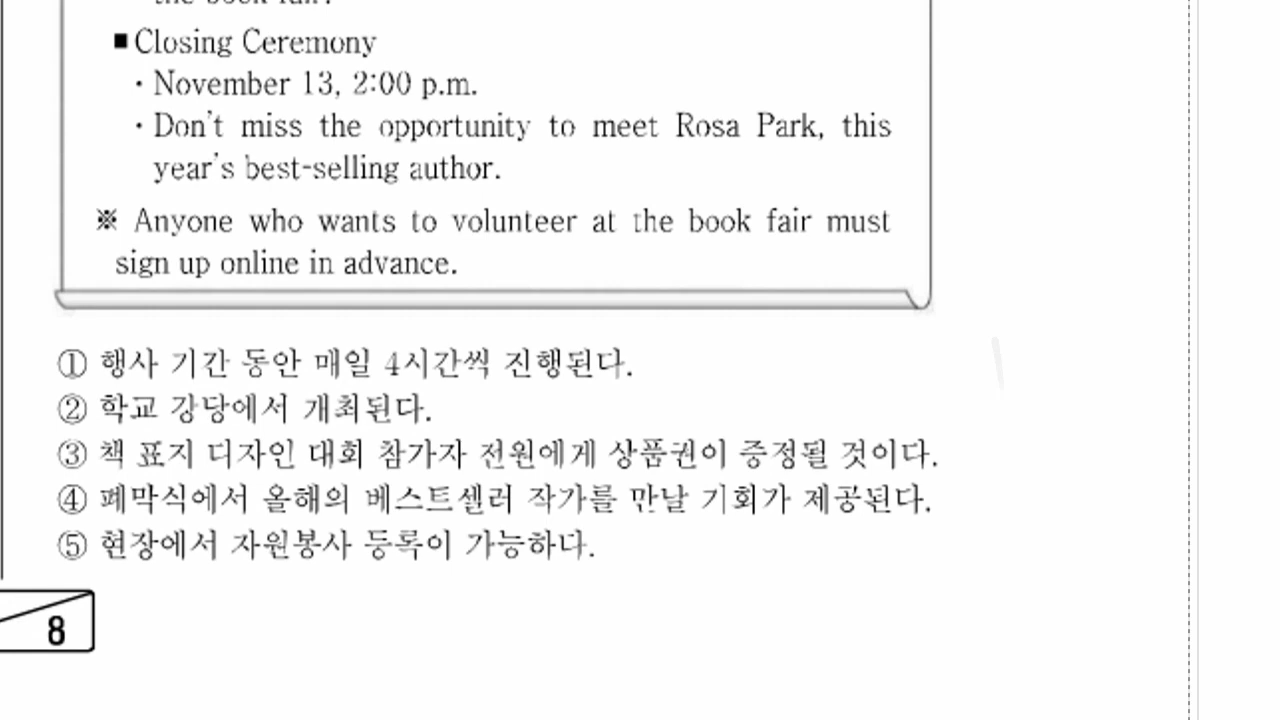 the book fair.
■ Closing Ceremony
· November 13, 2:00 p.m.
· Don't miss the opportunity to meet Rosa Park, this
year's best-selling author.
※ Anyone who wants to volunteer at the book fair must
sign up online in advance.
① 행사 기간 동안 매일 4시간씩 진행된다.
② 학교 강당에서 개최된다.
③ 책 표지 디자인 대회 참가자 전원에게 상품권이 증정될 것이다.
④ 폐막식에서 올해의 베스트셀러 작가를 만날 기회가 제공된다.
⑤ 현장에서 자원봉사 등록이 가능하다.
8